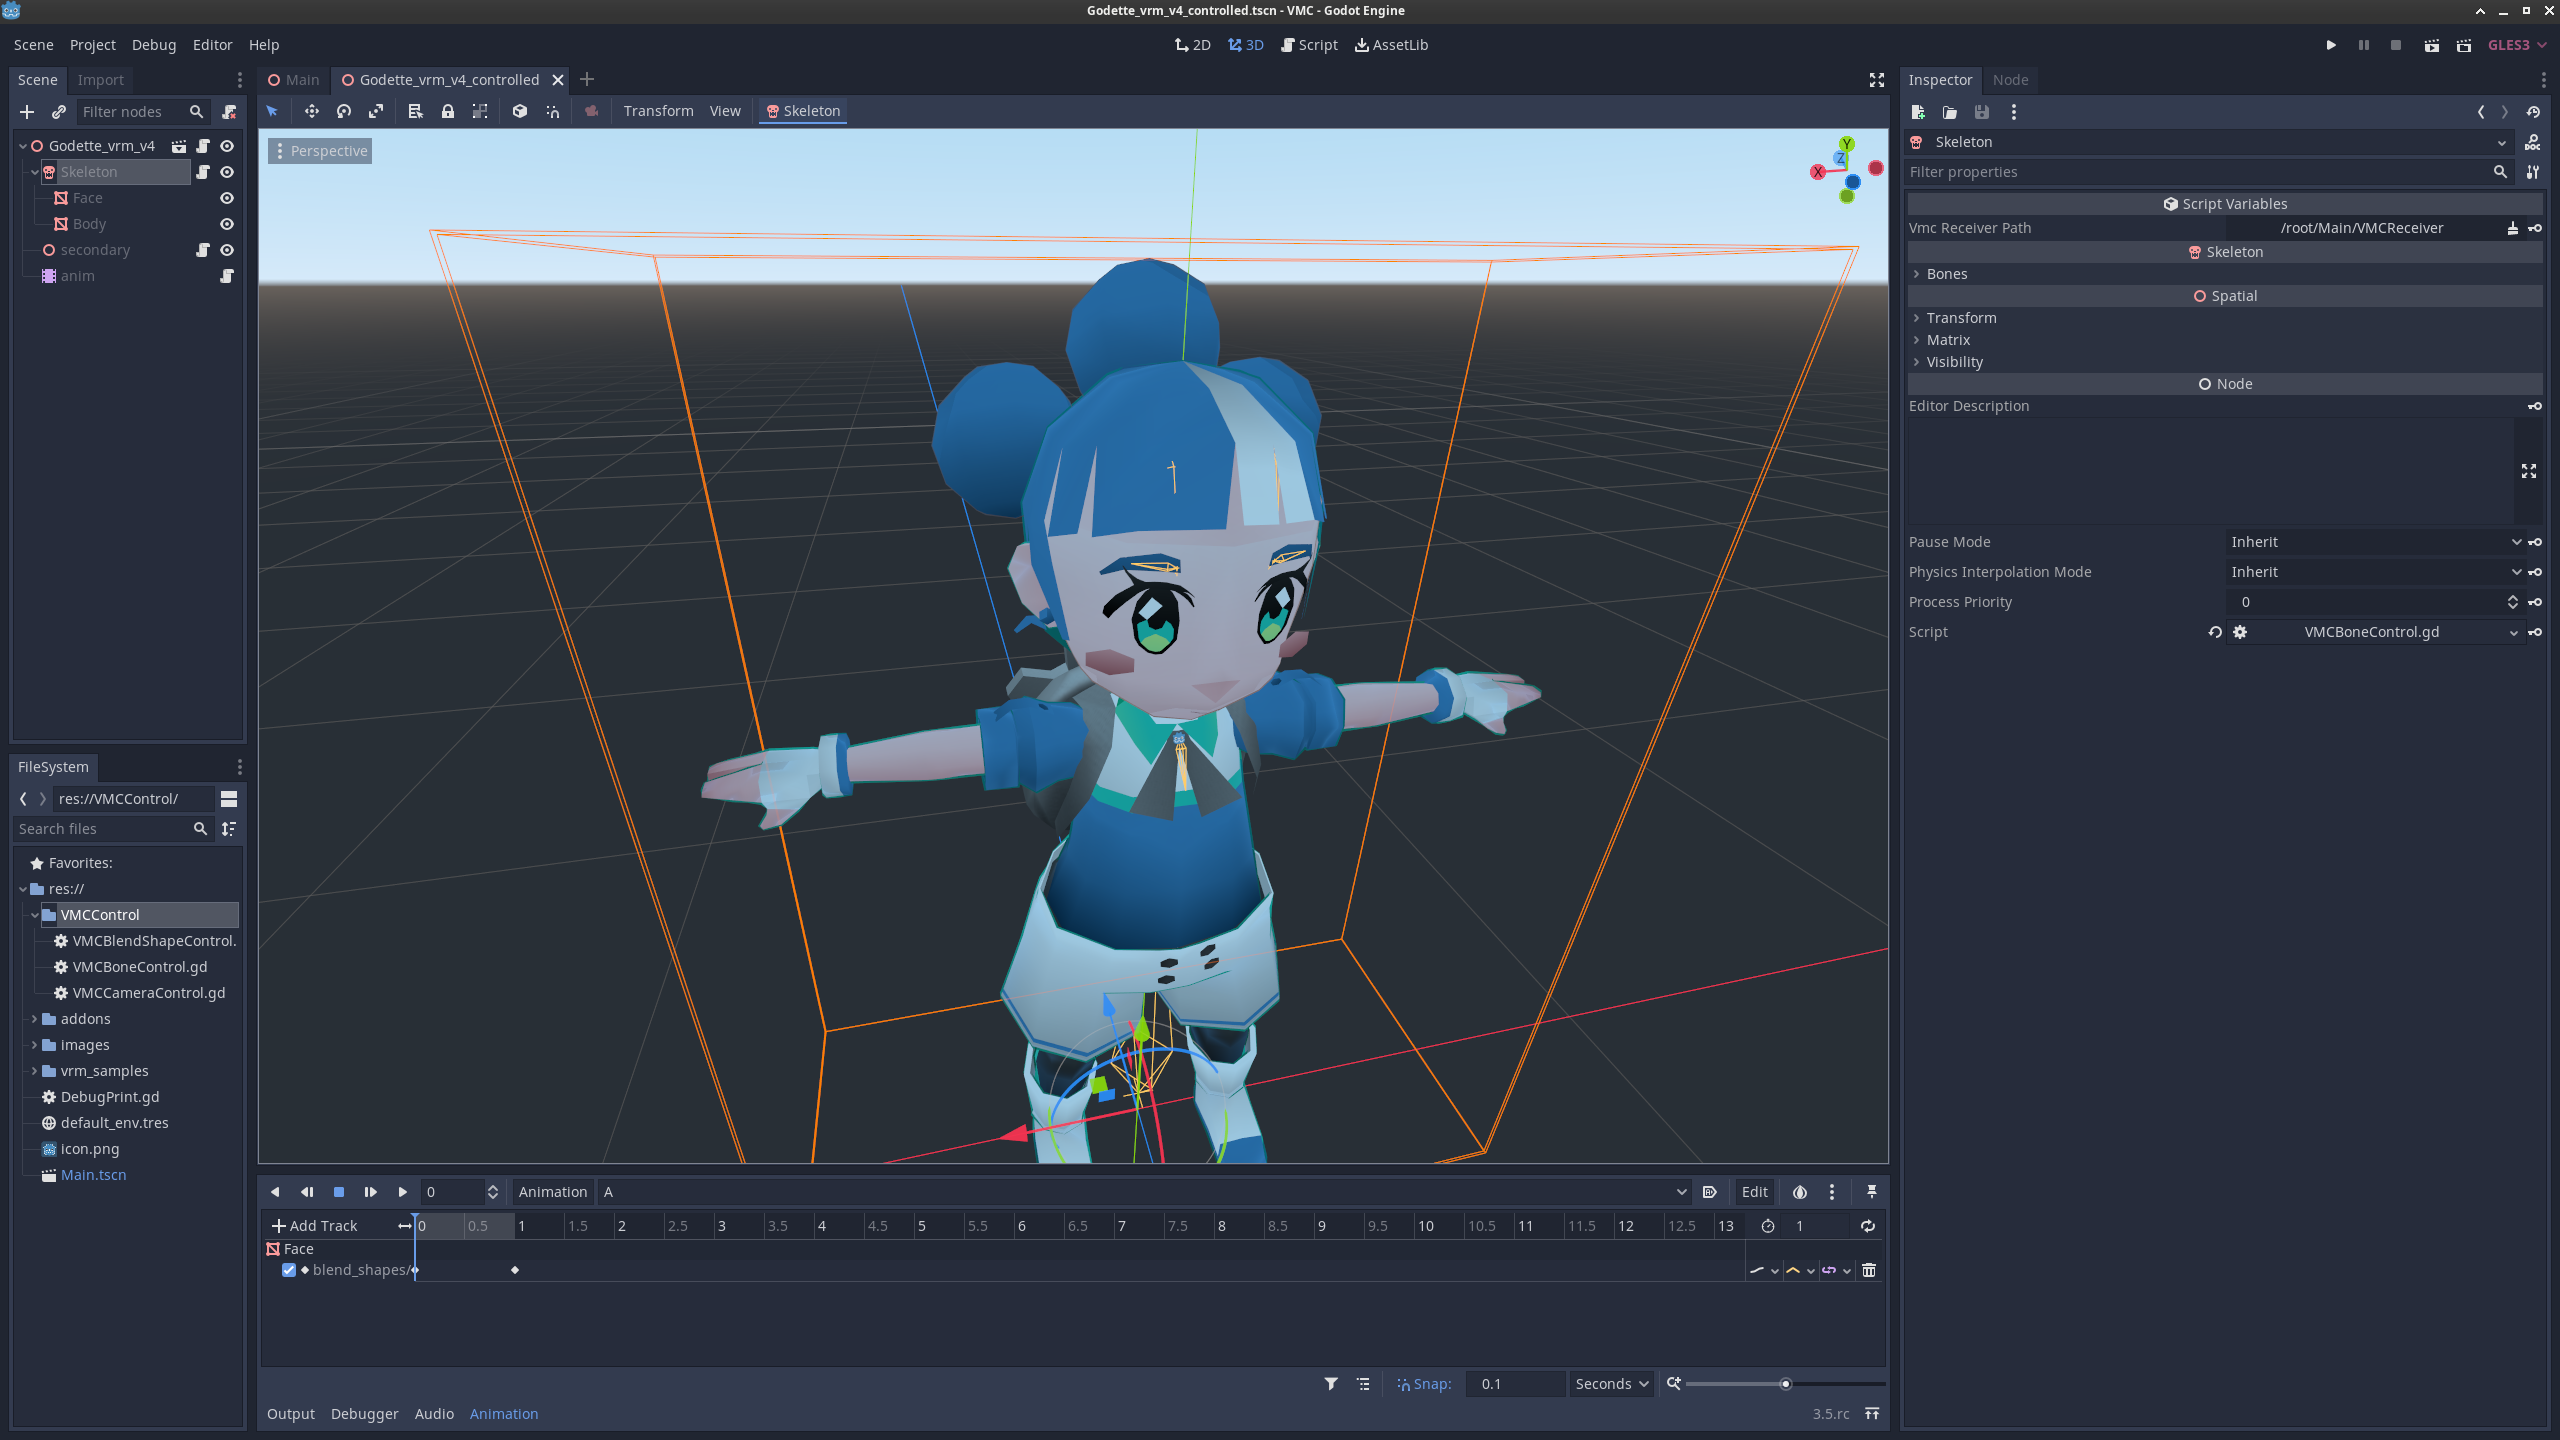 Godette_vrm_v4_controlled.tscn - VMC - Godot Engine
Scene Project Debug Editor Help
2D 3D Script AssetLib
GLES3
Scene Import
Filter nodes
Godette_vrm_v4
Skeleton
Face
Body
secondary
anim
FileSystem
res://VMCControl/
Search files
Favorites:
res://
VMCControl
VMCBlendShapeControl.
VMCBoneControl.gd
VMCCameraControl.gd
addons
images
vrm_samples
DebugPrint.gd
default_env.tres
icon.png
Main.tscn
Main Godette_vrm_v4_controlled
Transform View Skeleton
Perspective
Y
Z
X
0 Animation A Edit
Add Track 0 0.5 1 1.5 2 2.5 3 3.5 4 4.5 5 5.5 6 6.5 7 7.5 8 8.5 9 9.5 10 10.5 11 11.5 12 12.5 13 1
Face
blend_shapes/
Snap: 0.1 Seconds
Output Debugger Audio Animation 3.5.rc
Inspector Node
Skeleton
Filter properties
Script Variables
Vmc Receiver Path /root/Main/VMCReceiver
Skeleton
Bones
Spatial
Transform
Matrix
Visibility
Node
Editor Description
Pause Mode Inherit
Physics Interpolation Mode Inherit
Process Priority 0
Script VMCBoneControl.gd